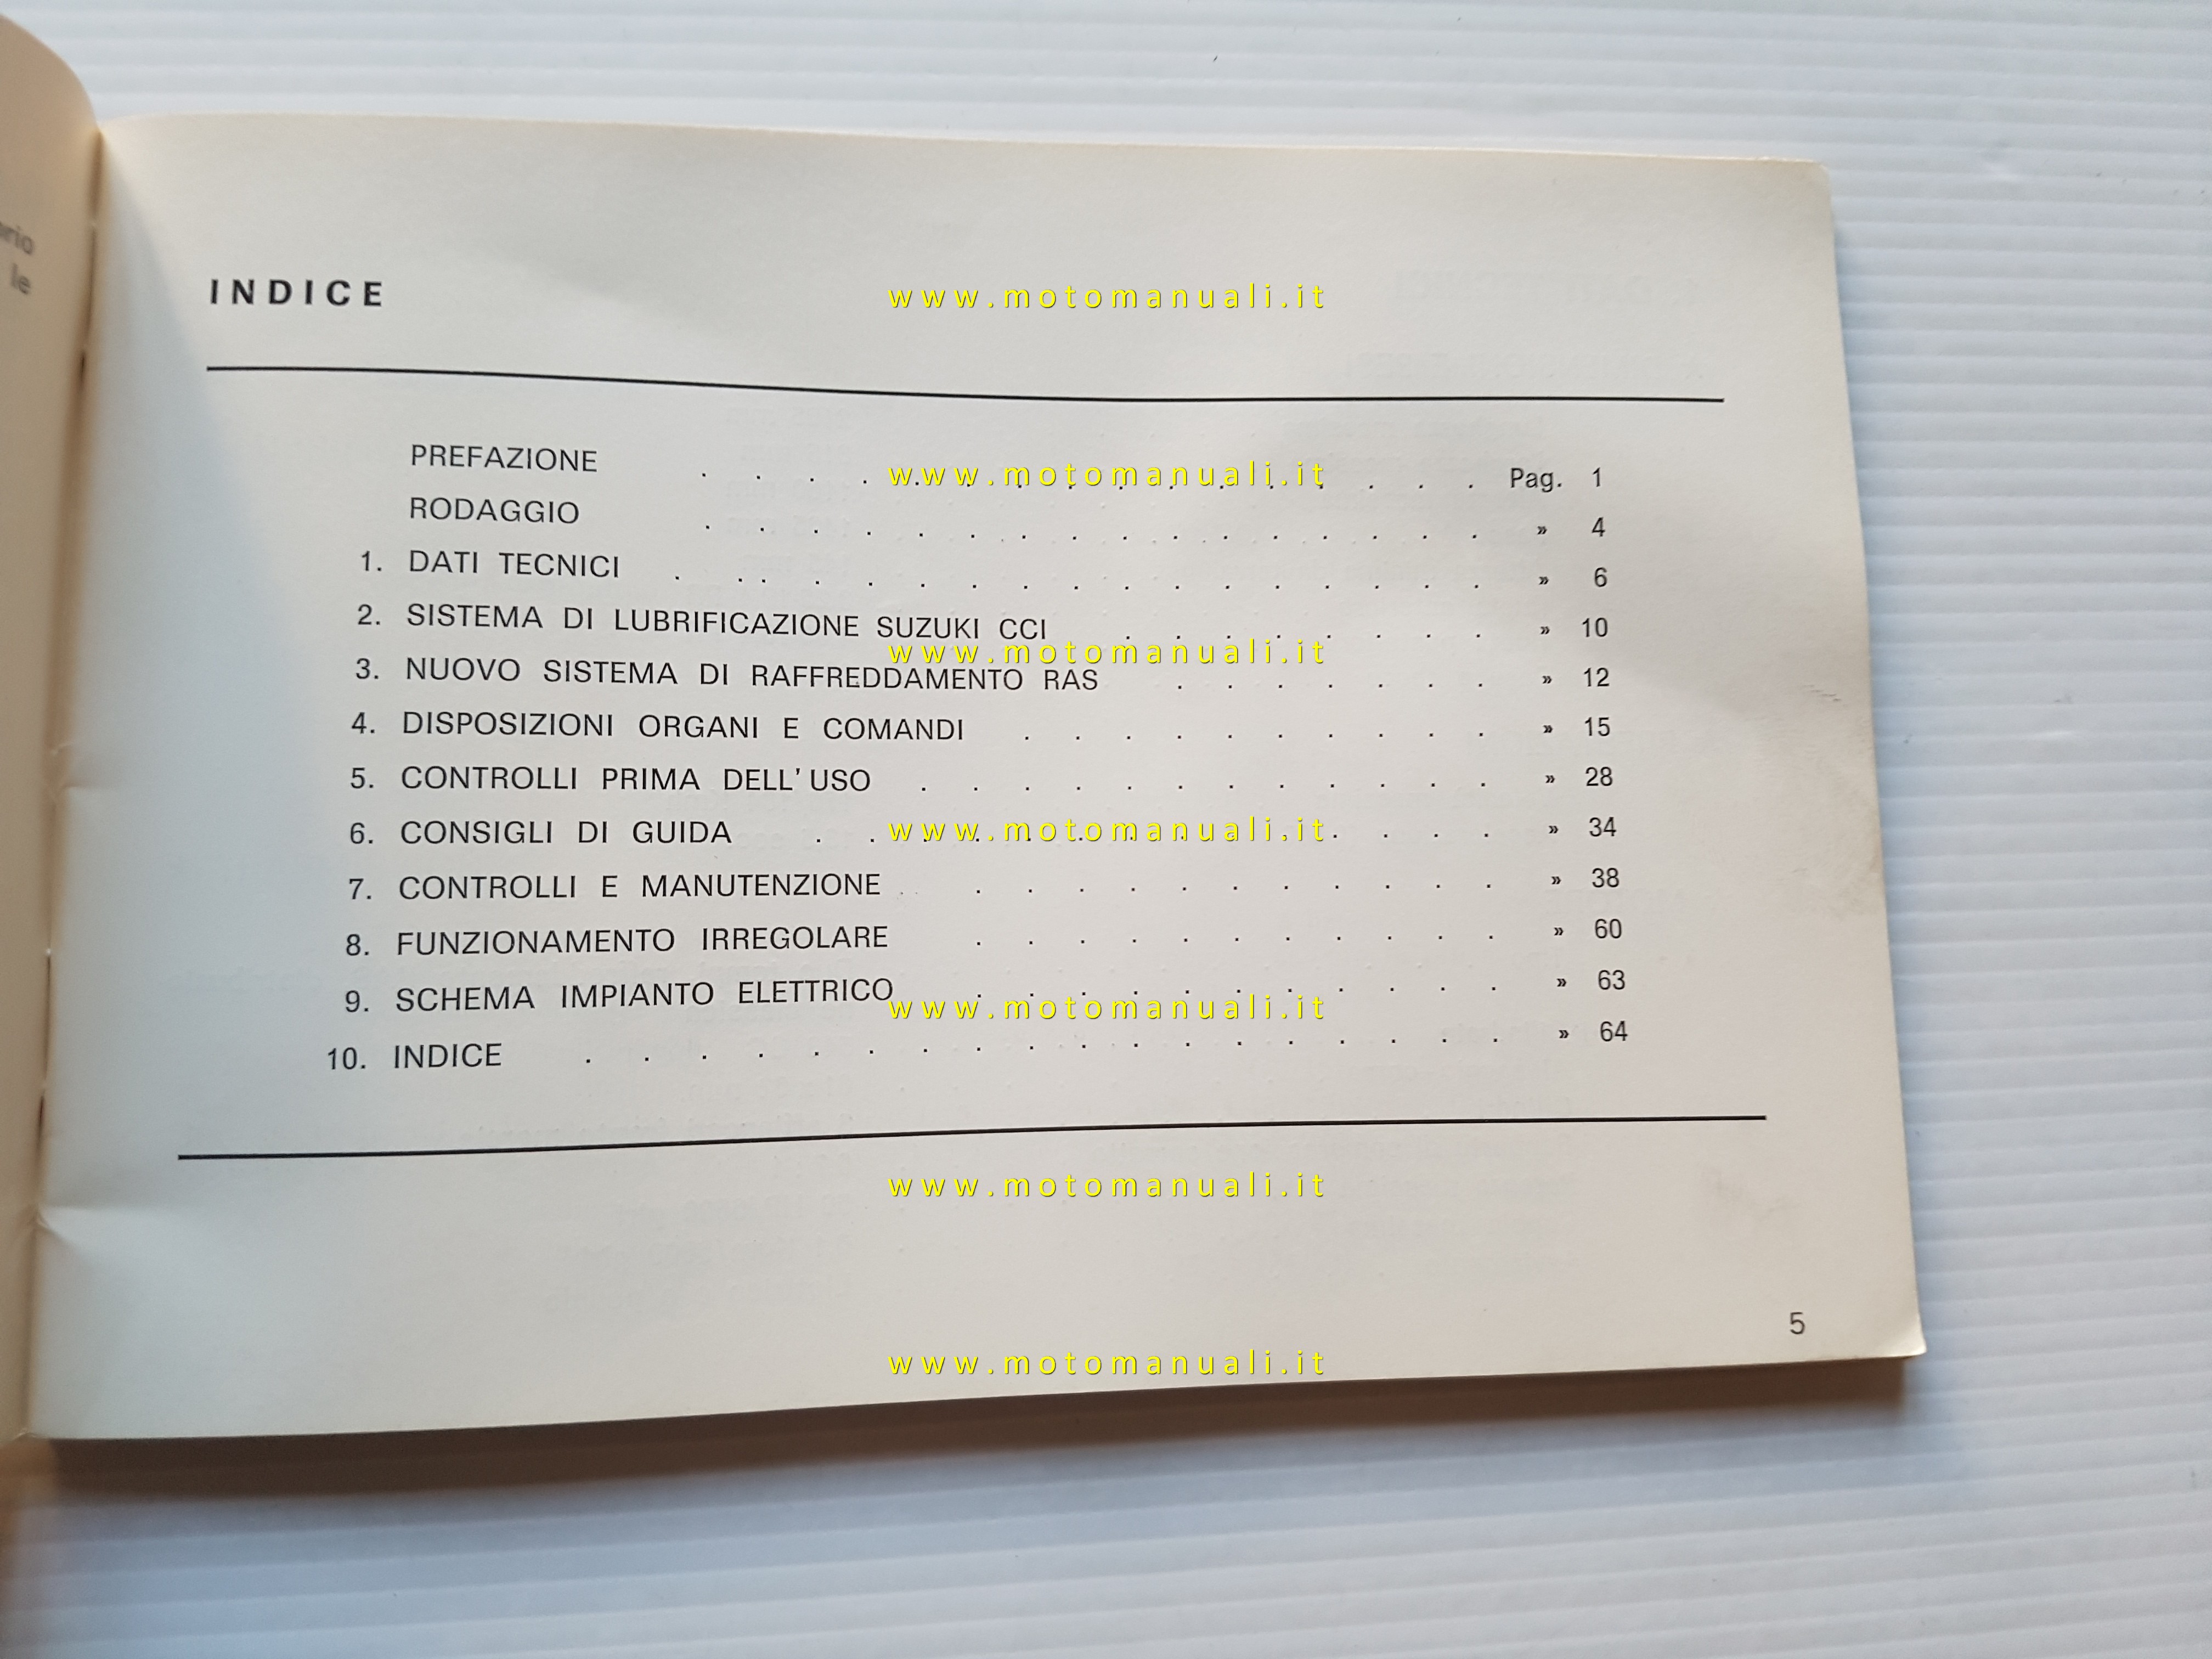 le
INDICE
www.motomanuali.it
PREFAZIONE . . . . . . . . . . . . . . . . Pag. 1
www.motomanuali.it
RODAGGIO . . . . . . . . . . . . . . . . » 4
1. DATI TECNICI . . . . . . . . . . . . . . . . . » 6
2. SISTEMA DI LUBRIFICAZIONE SUZUKI CCI . . . . . . . . » 10
www.motomanuali.it
3. NUOVO SISTEMA DI RAFFREDDAMENTO RAS . . . . . . . » 12
4. DISPOSIZIONI ORGANI E COMANDI . . . . . . . . . . » 15
5. CONTROLLI PRIMA DELL'USO . . . . . . . . . . . . » 28
6. CONSIGLI DI GUIDA . . . . . . . . . . . . . . » 34
www.motomanuali.it
7. CONTROLLI E MANUTENZIONE . . . . . . . . . . . » 38
8. FUNZIONAMENTO IRREGOLARE . . . . . . . . . . . » 60
9. SCHEMA IMPIANTO ELETTRICO . . . . . . . . . . . » 63
www.motomanuali.it
10. INDICE . . . . . . . . . . . . . . . . . . » 64
www.motomanuali.it
5
www.motomanuali.it